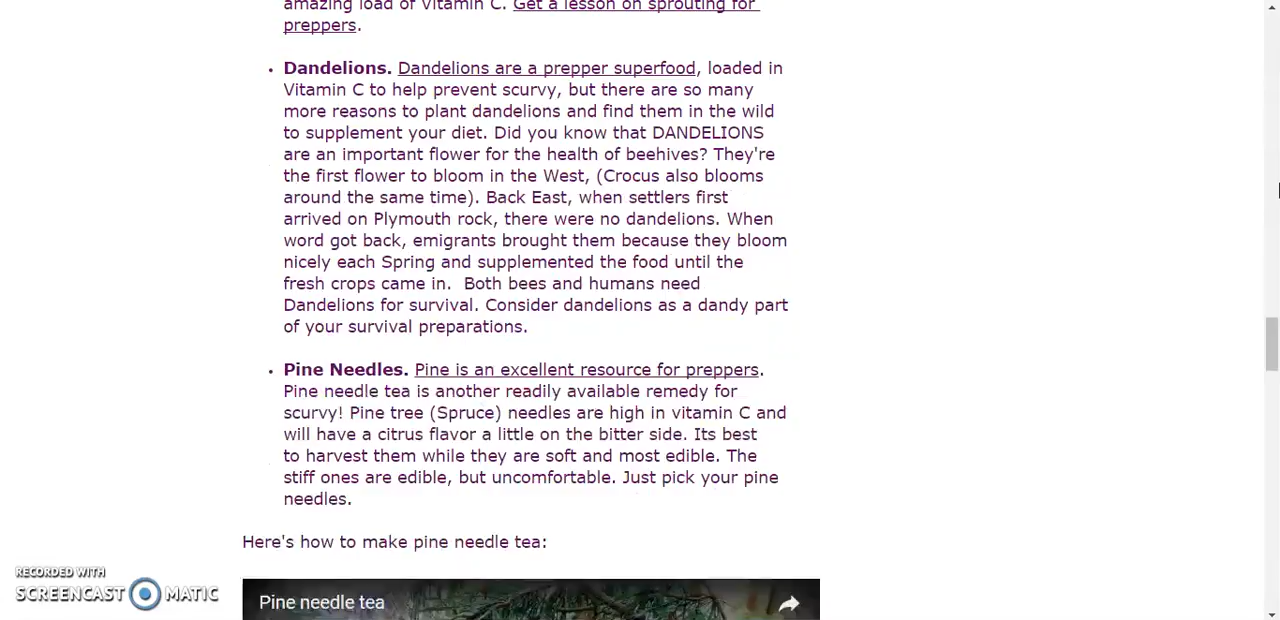 amazing load of Vitamin C. Get a lesson on sprouting for
preppers.
• Dandelions. Dandelions are a prepper superfood, loaded in
Vitamin C to help prevent scurvy, but there are so many
more reasons to plant dandelions and find them in the wild
to supplement your diet. Did you know that DANDELIONS
are an important flower for the health of beehives? They're
the first flower to bloom in the West, (Crocus also blooms
around the same time). Back East, when settlers first
arrived on Plymouth rock, there were no dandelions. When
word got back, emigrants brought them because they bloom
nicely each Spring and supplemented the food until the
fresh crops came in.  Both bees and humans need
Dandelions for survival. Consider dandelions as a dandy part
of your survival preparations.
• Pine Needles. Pine is an excellent resource for preppers.
Pine needle tea is another readily available remedy for
scurvy! Pine tree (Spruce) needles are high in vitamin C and
will have a citrus flavor a little on the bitter side. Its best
to harvest them while they are soft and most edible. The
stiff ones are edible, but uncomfortable. Just pick your pine
needles.
Here's how to make pine needle tea:
RECORDED WITH
SCREENCAST MATIC
Pine needle tea